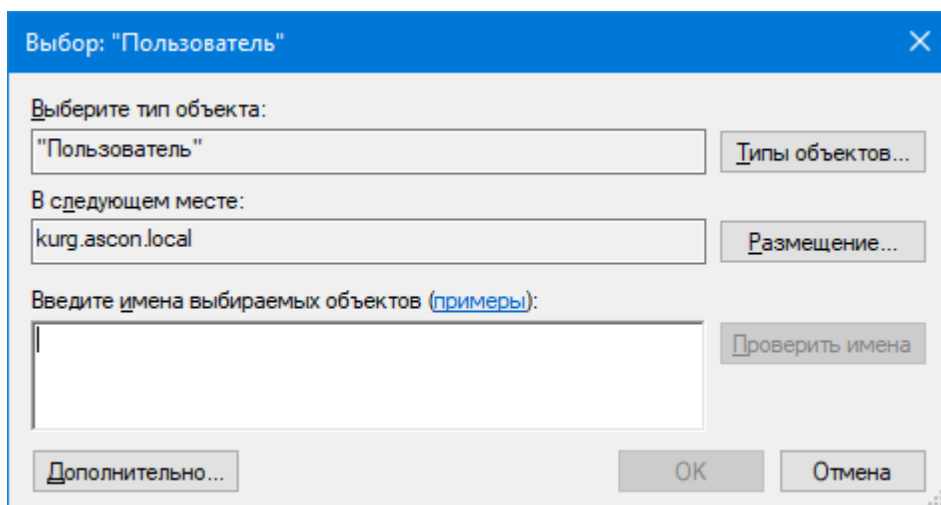 Выбор: "Пользователь"
Выберите тип объекта:
"Пользователь"
Типы объектов...
В следующем месте:
kurg.ascon.local
Размещение...
Введите имена выбираемых объектов (примеры):
Проверить имена
Дополнительно...
ОК
Отмена